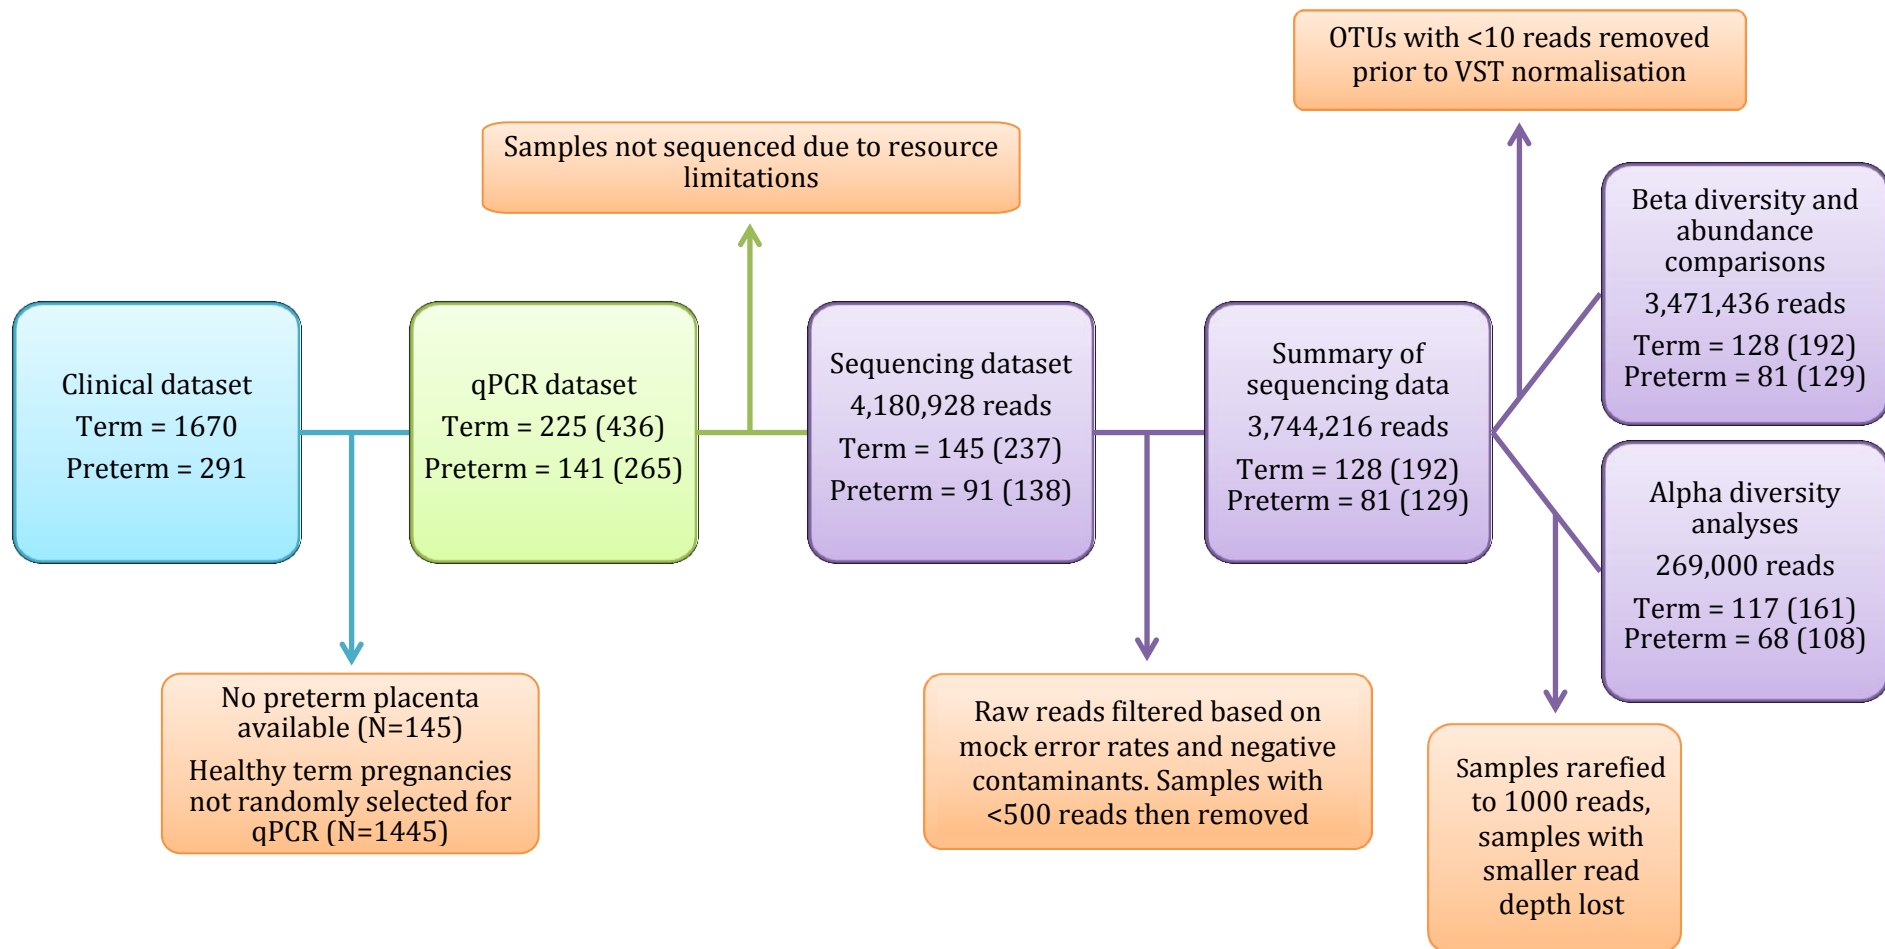 OTUs with <10 reads removed
prior to VST normalisation
Samples not sequenced due to resource
limitations
Clinical dataset
Term = 1670
Preterm = 291
qPCR dataset
Term = 225 (436)
Preterm = 141 (265)
Sequencing dataset
4,180,928 reads
Term = 145 (237)
Preterm = 91 (138)
Summary of
sequencing data
3,744,216 reads
Term = 128 (192)
Preterm = 81 (129)
Beta diversity and
abundance
comparisons
3,471,436 reads
Term = 128 (192)
Preterm = 81 (129)
Alpha diversity
analyses
269,000 reads
Term = 117 (161)
Preterm = 68 (108)
No preterm placenta
available (N=145)
Healthy term pregnancies
not randomly selected for
qPCR (N=1445)
Raw reads filtered based on
mock error rates and negative
contaminants. Samples with
<500 reads then removed
Samples rarefied
to 1000 reads,
samples with
smaller read
depth lost